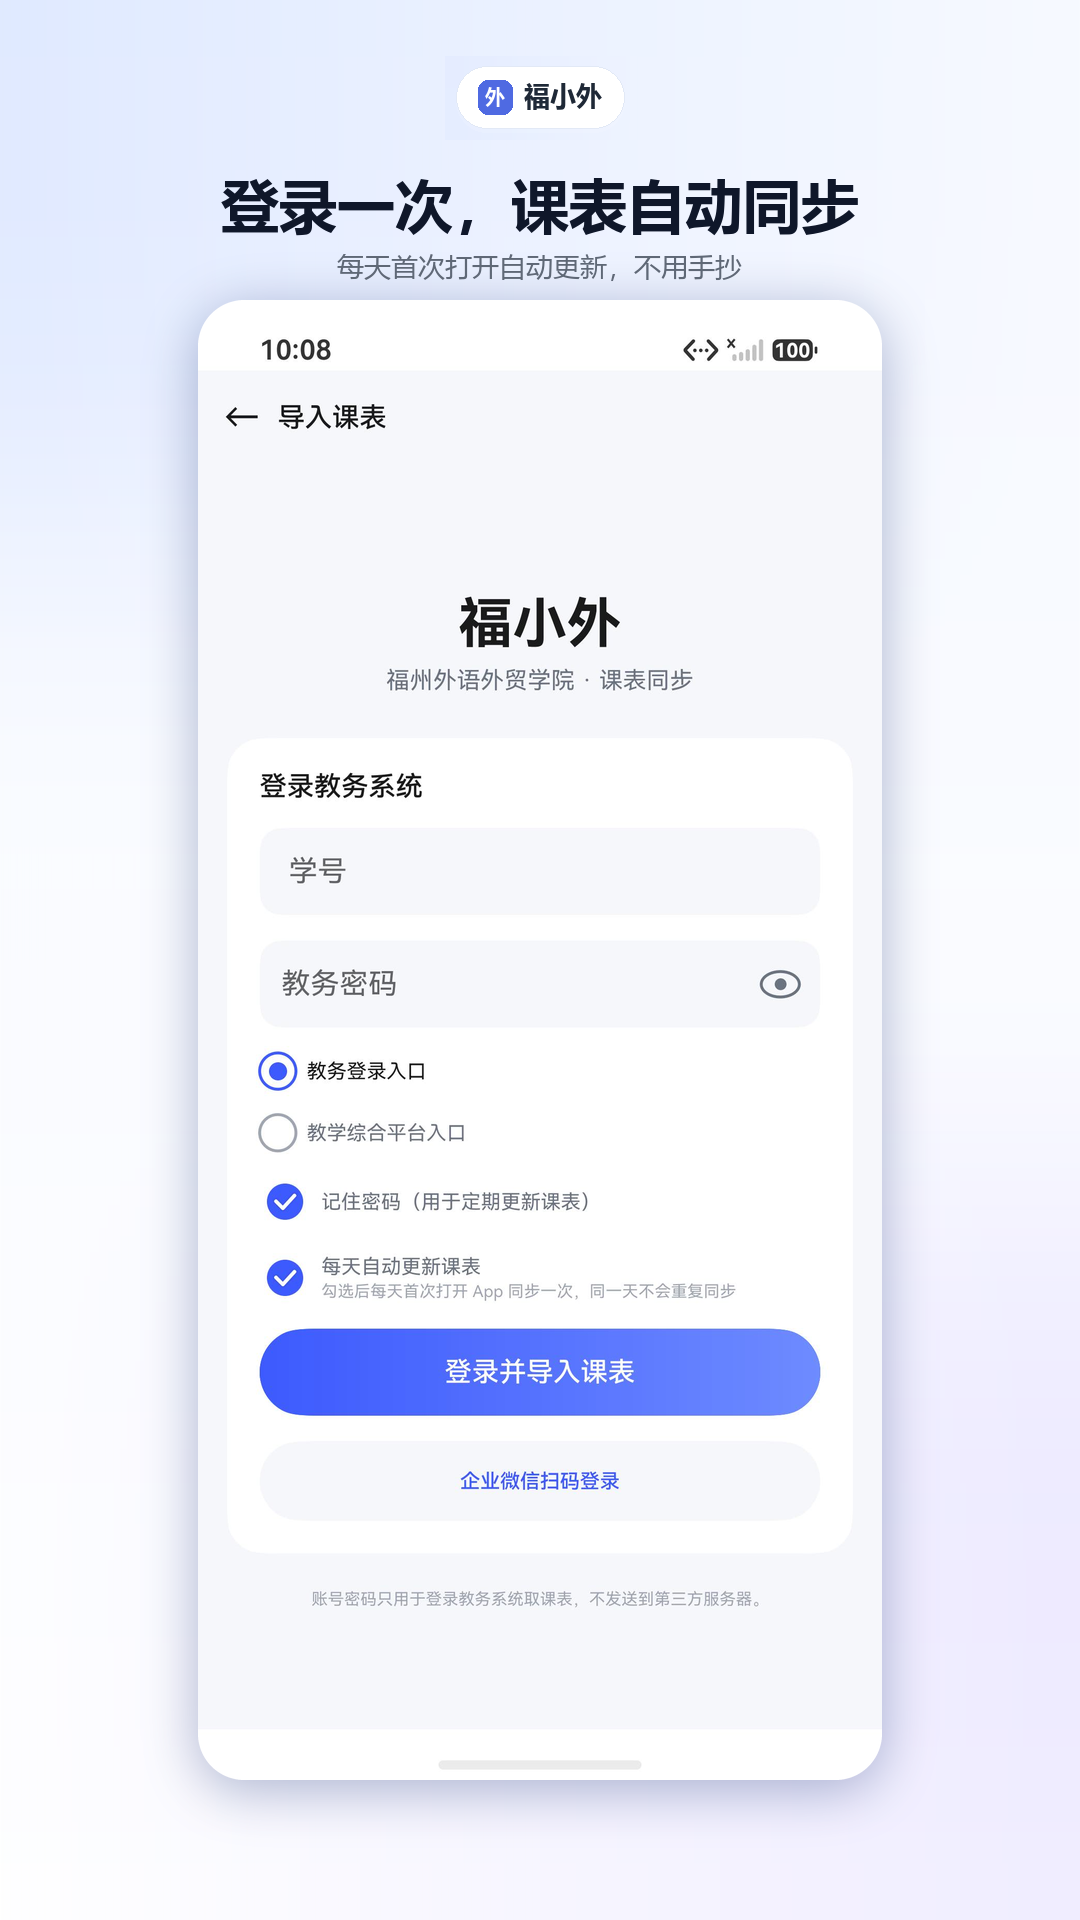 外 福小外
登录一次，课表自动同步
每天首次打开自动更新，不用手抄
10:08 100
导入课表
福小外
福州外语外贸学院 · 课表同步
登录教务系统
学号
教务密码
教务登录入口
教学综合平台入口
记住密码（用于定期更新课表）
每天自动更新课表
勾选后每天首次打开 App 同步一次，同一天不会重复同步
登录并导入课表
企业微信扫码登录
账号密码只用于登录教务系统取课表，不发送到第三方服务器。